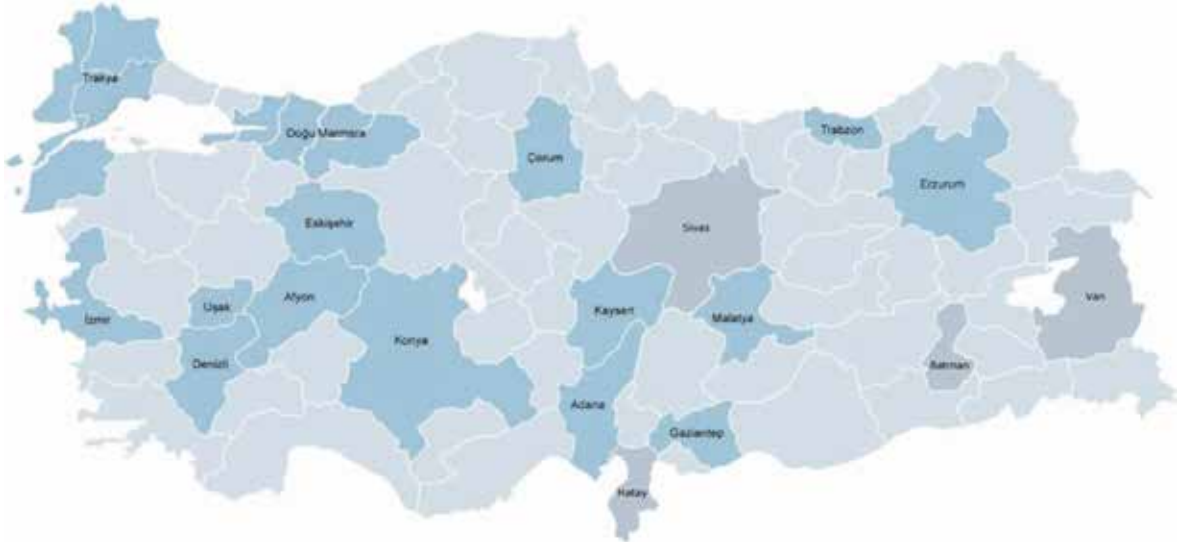 Trakya
Doğu Marmara
Trabzon
Çorum
Erzurum
Eskişehir
Sivas
Van
Afyon
Uşak
Kayseri
İzmir
Malatya
Konya
Denizli
Batman
Adana
Gaziantep
Hatay